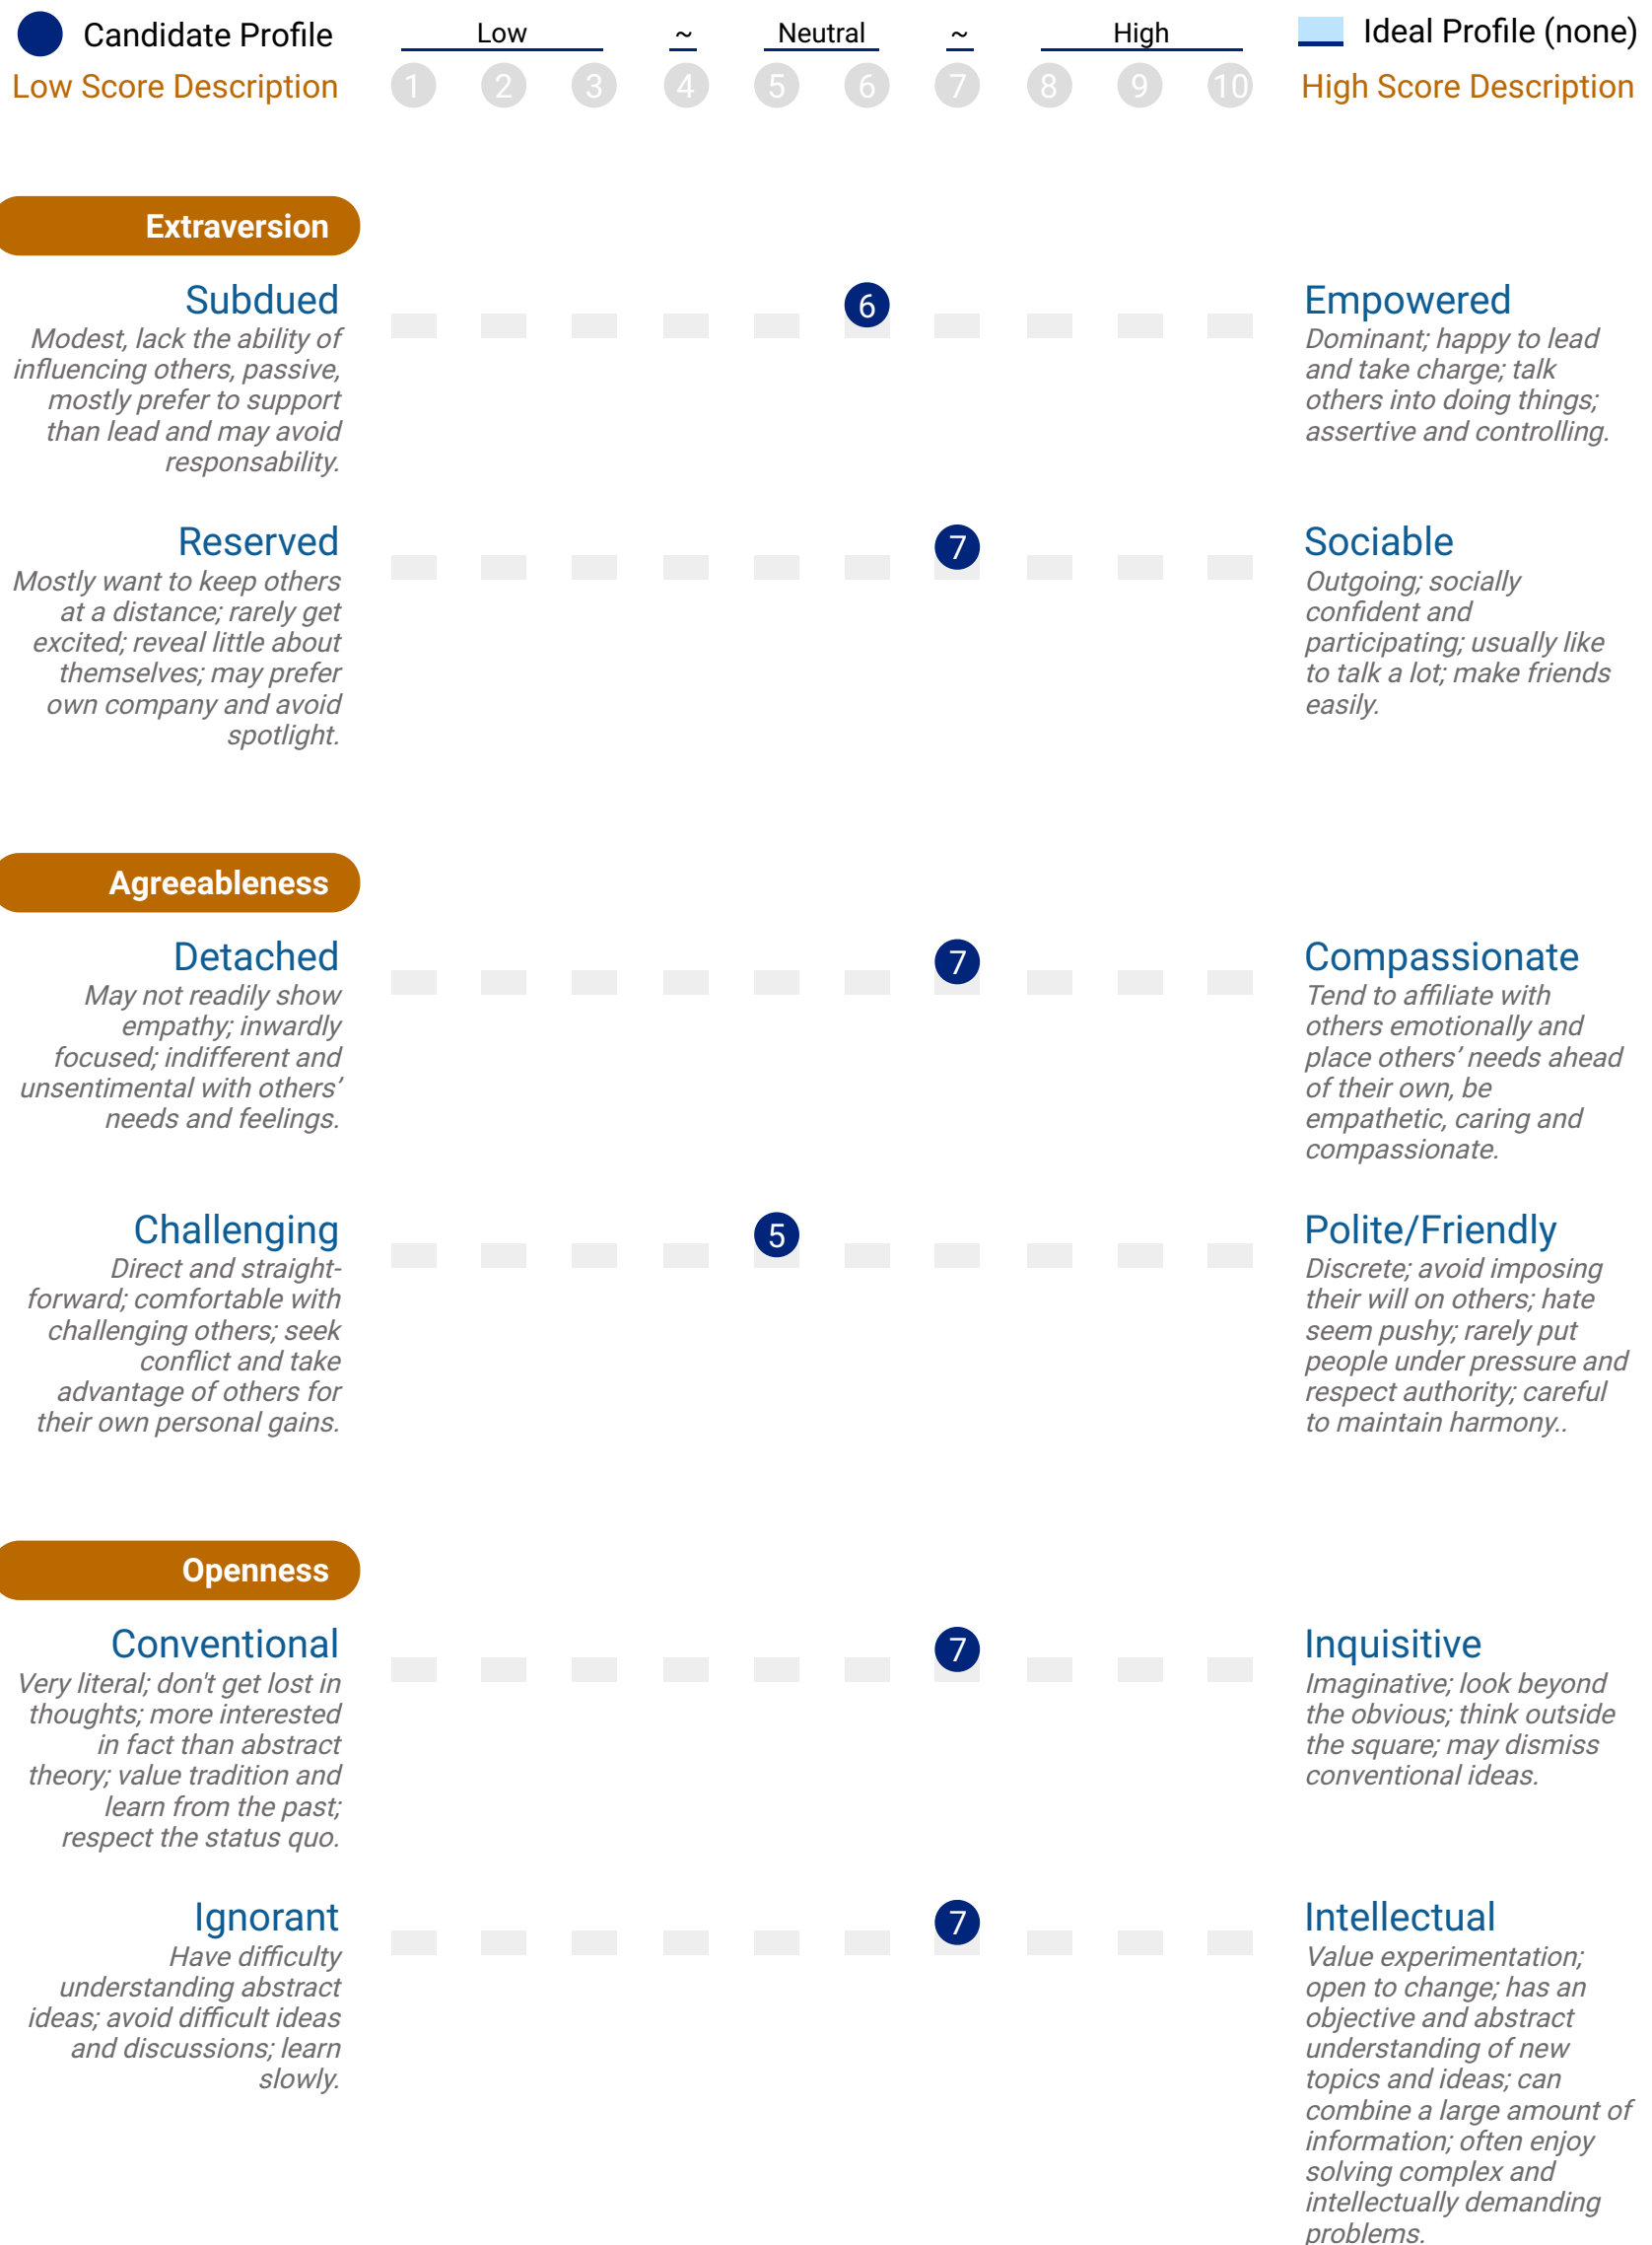 Candidate Profile
Low ~ Neutral ~ High
Ideal Profile (none)
Low Score Description
1 2 3 4 5 6 7 8 9 10
High Score Description
Extraversion
Subdued
Modest, lack the ability of
influencing others, passive,
mostly prefer to support
than lead and may avoid
responsability.
6
Empowered
Dominant; happy to lead
and take charge; talk
others into doing things;
assertive and controlling.
Reserved
Mostly want to keep others
at a distance; rarely get
excited; reveal little about
themselves; may prefer
own company and avoid
spotlight.
7
Sociable
Outgoing; socially
confident and
participating; usually like
to talk a lot; make friends
easily.
Agreeableness
Detached
May not readily show
empathy; inwardly
focused; indifferent and
unsentimental with others’
needs and feelings.
7
Compassionate
Tend to affiliate with
others emotionally and
place others’ needs ahead
of their own, be
empathetic, caring and
compassionate.
Challenging
Direct and straight-
forward; comfortable with
challenging others; seek
conflict and take
advantage of others for
their own personal gains.
5
Polite/Friendly
Discrete; avoid imposing
their will on others; hate
seem pushy; rarely put
people under pressure and
respect authority; careful
to maintain harmony..
Openness
Conventional
Very literal; don't get lost in
thoughts; more interested
in fact than abstract
theory; value tradition and
learn from the past;
respect the status quo.
7
Inquisitive
Imaginative; look beyond
the obvious; think outside
the square; may dismiss
conventional ideas.
Ignorant
Have difficulty
understanding abstract
ideas; avoid difficult ideas
and discussions; learn
slowly.
7
Intellectual
Value experimentation;
open to change; has an
objective and abstract
understanding of new
topics and ideas; can
combine a large amount of
information; often enjoy
solving complex and
intellectually demanding
problems.